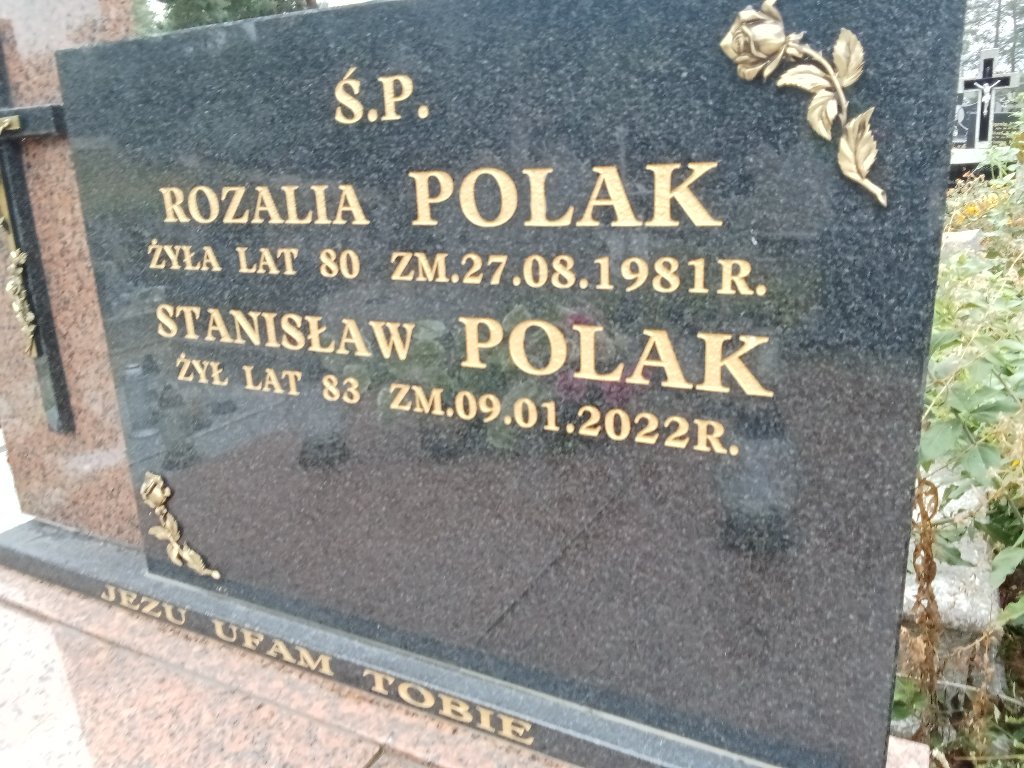 Ś.P.
ROZALIA POLAK
ŻYŁA LAT 80 ZM.27.08.1981R.
STANISŁAW POLAK
ŻYŁ LAT 83 ZM.09.01.2022R.
JEZU UFAM TOBIE